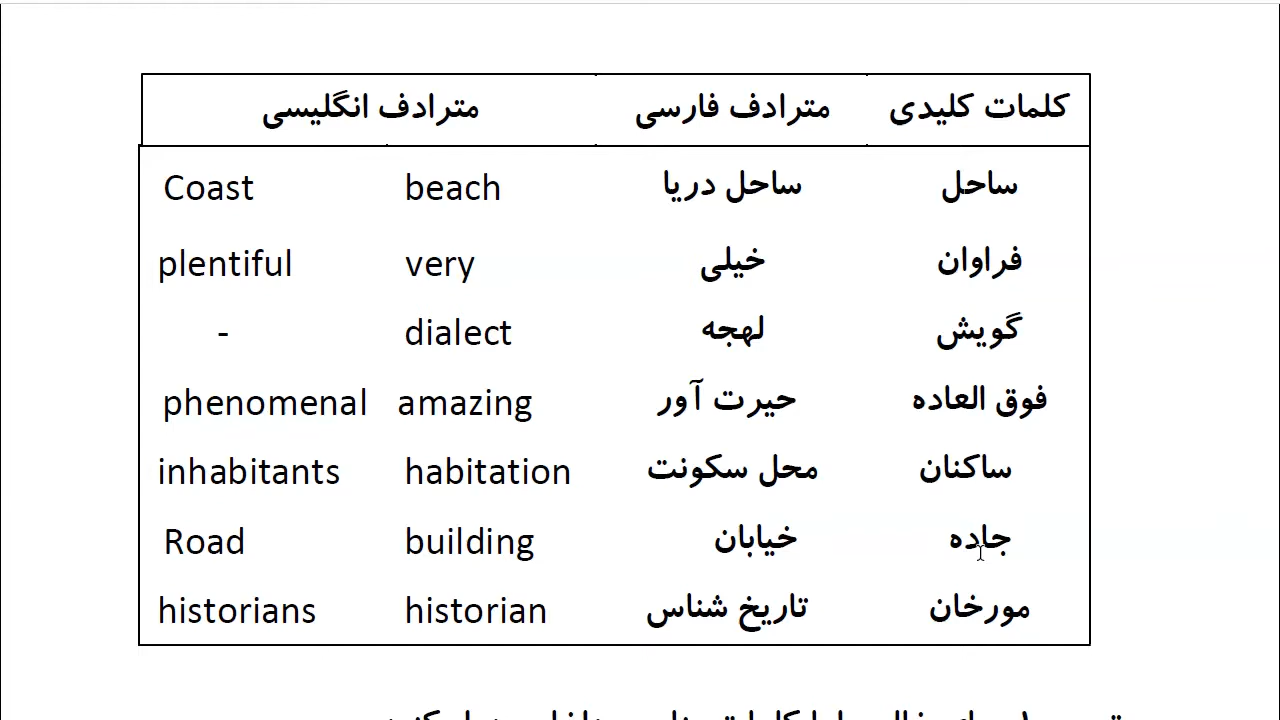 کلمات کلیدی مترادف فارسی مترادف انگلیسی
ساحل ساحل دریا beach Coast
فراوان خیلی very plentiful
گویش لهجه dialect -
فوق العاده حیرت آور amazing phenomenal
ساکنان محل سکونت habitation inhabitants
جاده خیابان building Road
مورخان تاریخ شناس historian historians